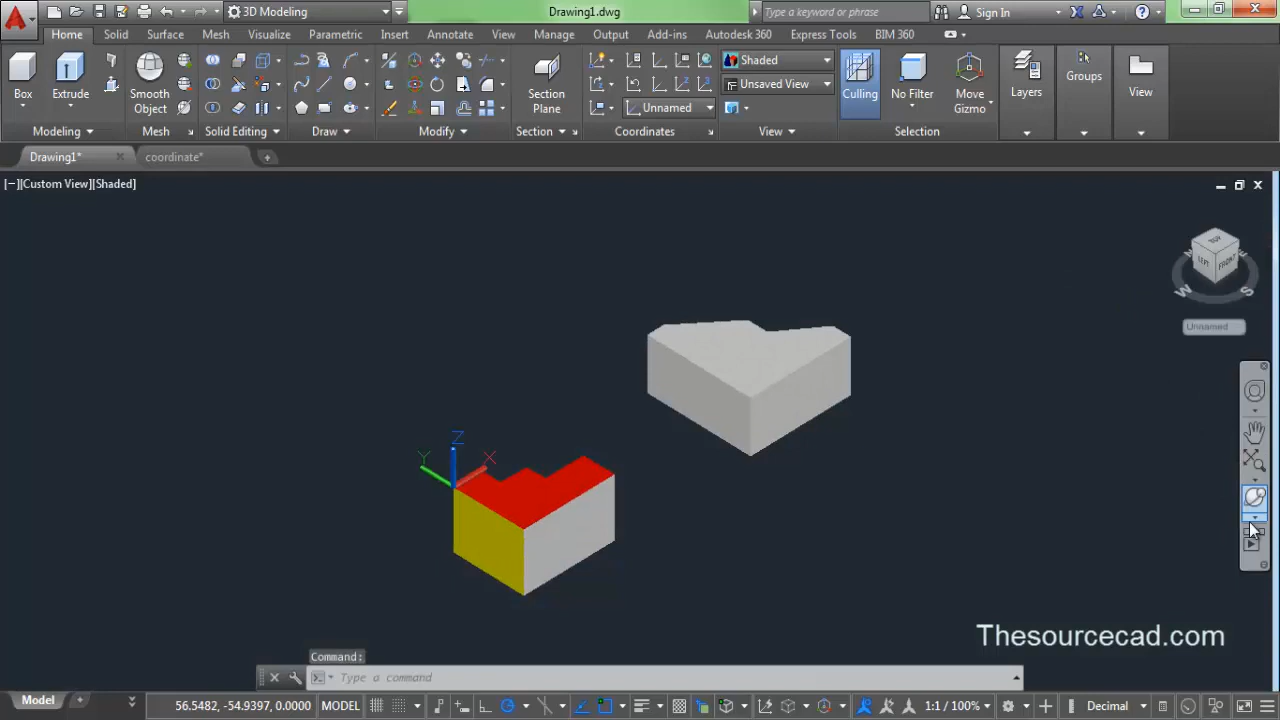 3D Modeling
Drawing1.dwg
Type a keyword or phrase
Sign In
Home Solid Surface Mesh Visualize Parametric Insert Annotate View Manage Output Add-ins Autodesk 360 Express Tools BIM 360
Box Extrude Smooth Object Section Plane
Shaded
Unsaved View
Unnamed
Culling No Filter Move Gizmo Layers Groups View
Modeling Mesh Solid Editing Draw Modify Section Coordinates View Selection
Drawing1* coordinate*
[−][Custom View][Shaded]
TOP
LEFT FRONT
W S
Unnamed
Z
Y X
Thesourcecad.com
Command:
Type a command
Model
56.5482, -54.9397, 0.0000 MODEL 1:1 / 100% Decimal